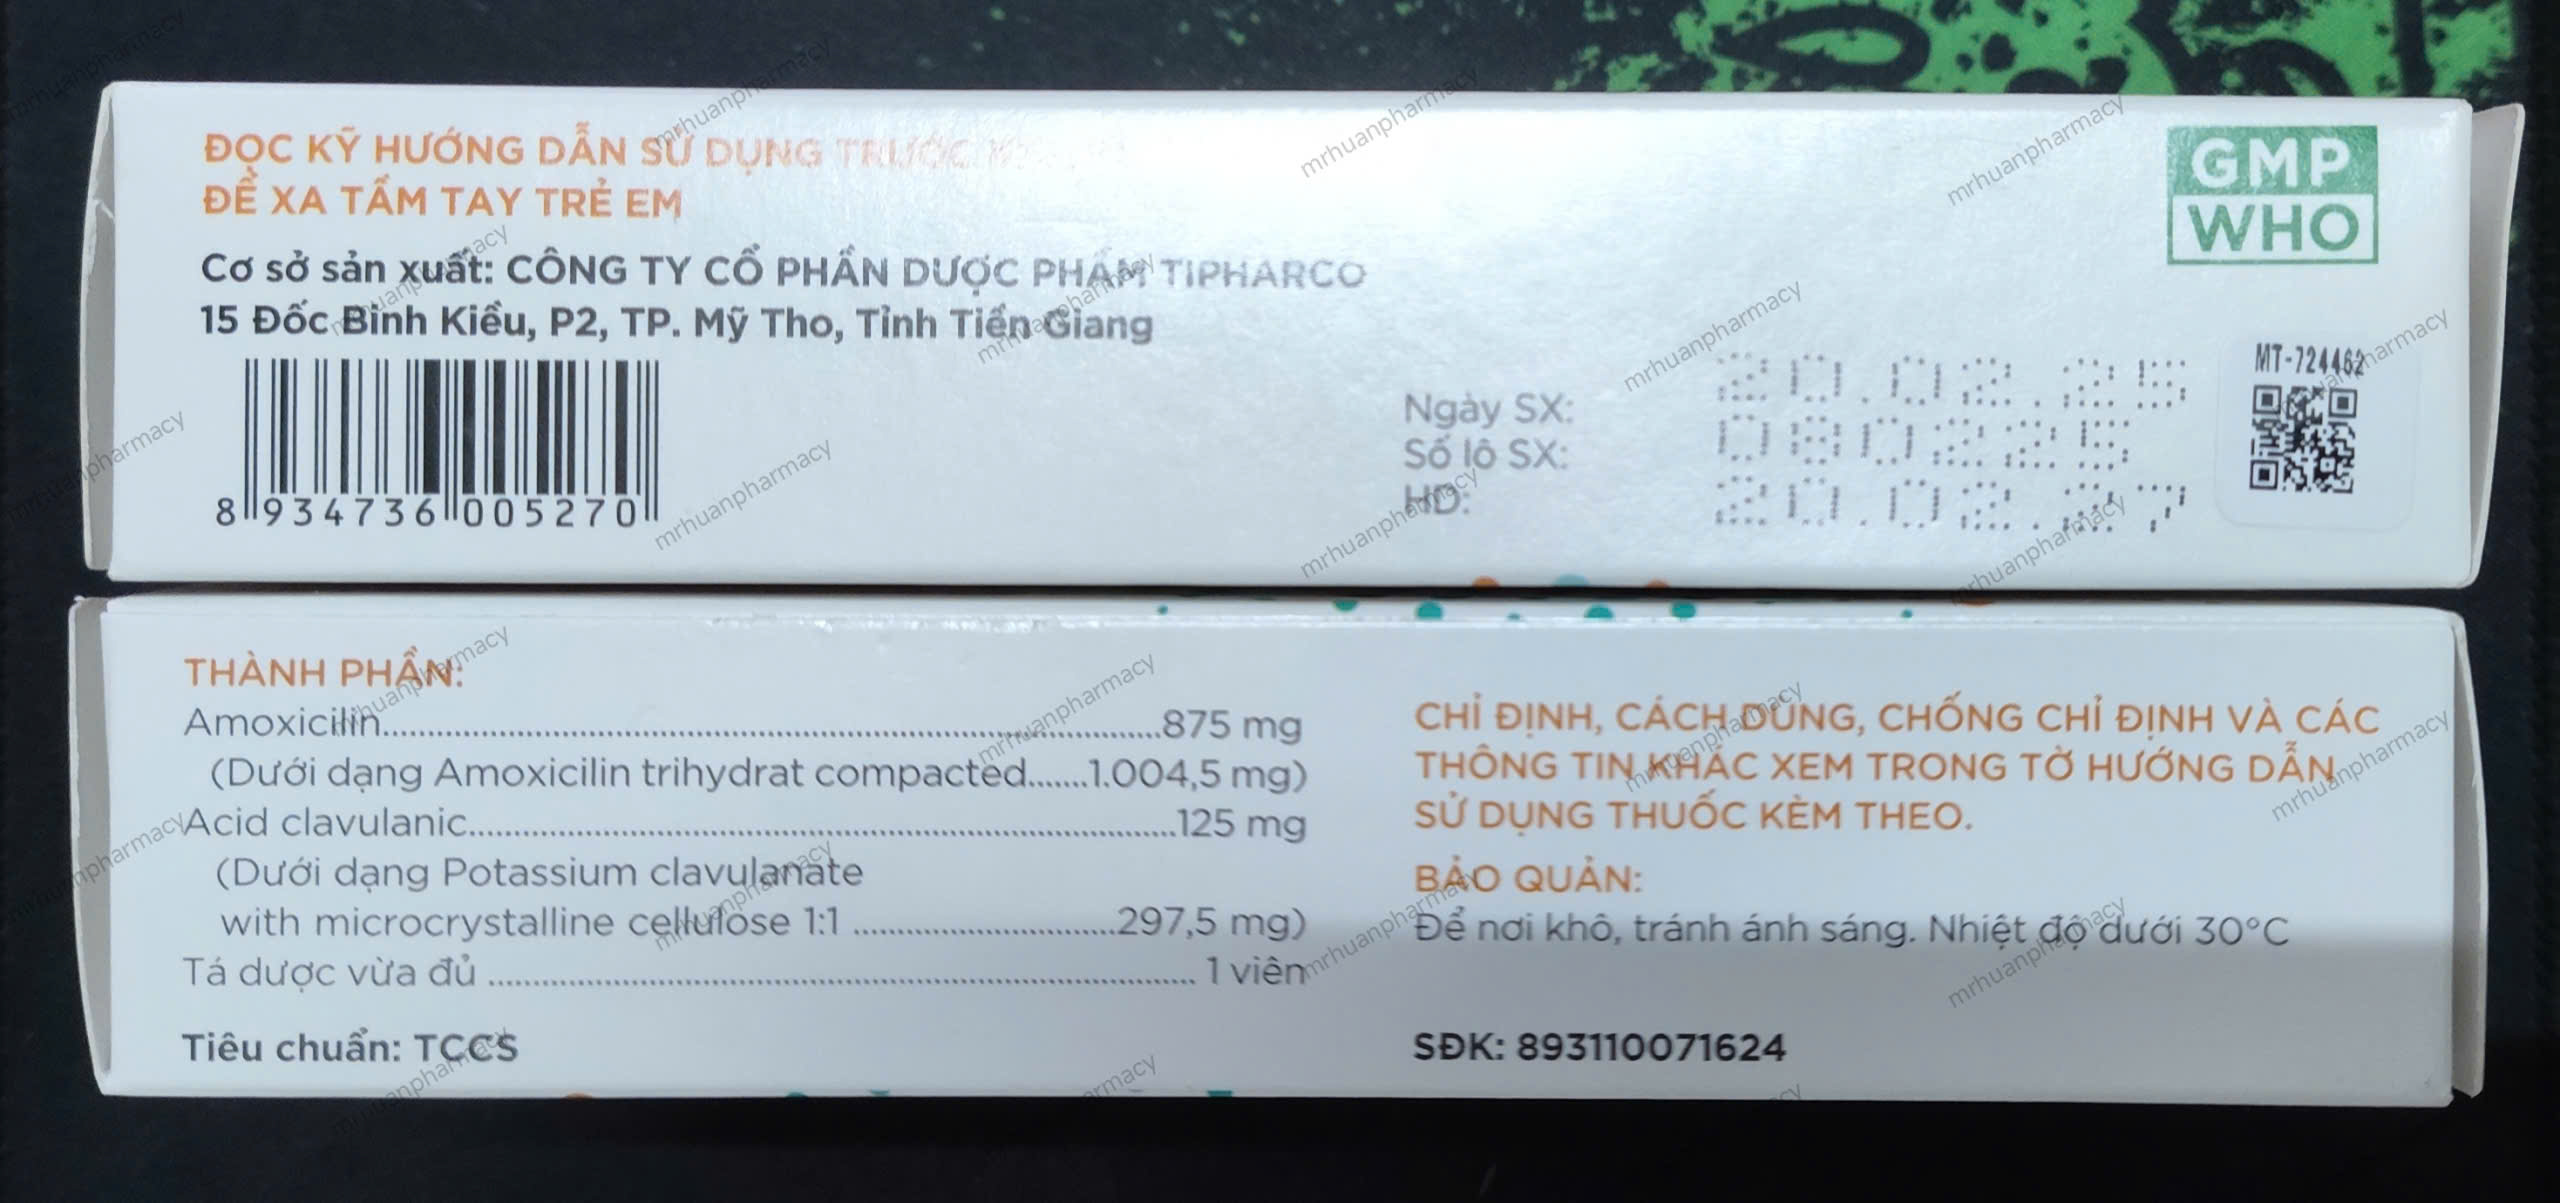 ĐỌC KỸ HƯỚNG DẪN SỬ DỤNG TRƯỚC
ĐỂ XA TẦM TAY TRẺ EM
Cơ sở sản xuất: CÔNG TY CỔ PHẦN DƯỢC PHẨM TIPHARCO
15 Đốc Binh Kiều, P2, TP. Mỹ Tho, Tỉnh Tiền Giang
8 934736 005270
GMP
WHO
MT-724462
Ngày SX: 20.02.25
Số lô SX:
HD: 20.02.27
THÀNH PHẦN:
Amoxicilin 875 mg
(Dưới dạng Amoxicilin trihydrat compacted 1.004,5 mg)
Acid clavulanic 125 mg
(Dưới dạng Potassium clavulanate
with microcrystalline cellulose 1:1 297,5 mg)
Tá dược vừa đủ 1 viên
Tiêu chuẩn: TCCS
CHỈ ĐỊNH, CÁCH DÙNG, CHỐNG CHỈ ĐỊNH VÀ CÁC
THÔNG TIN KHÁC XEM TRONG TỜ HƯỚNG DẪN
SỬ DỤNG THUỐC KÈM THEO.
BẢO QUẢN:
Để nơi khô, tránh ánh sáng. Nhiệt độ dưới 30°C
SĐK: 893110071624
mrhuanpharmacy